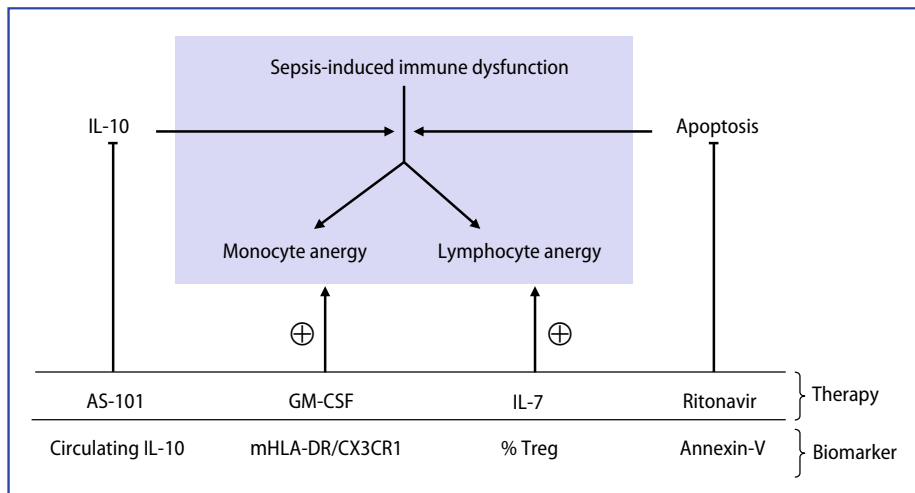 Sepsis-induced immune dysfunction
IL-10 Apoptosis
Monocyte anergy Lymphocyte anergy
AS-101 GM-CSF IL-7 Ritonavir Therapy
Circulating IL-10 mHLA-DR/CX3CR1 % Treg Annexin-V Biomarker